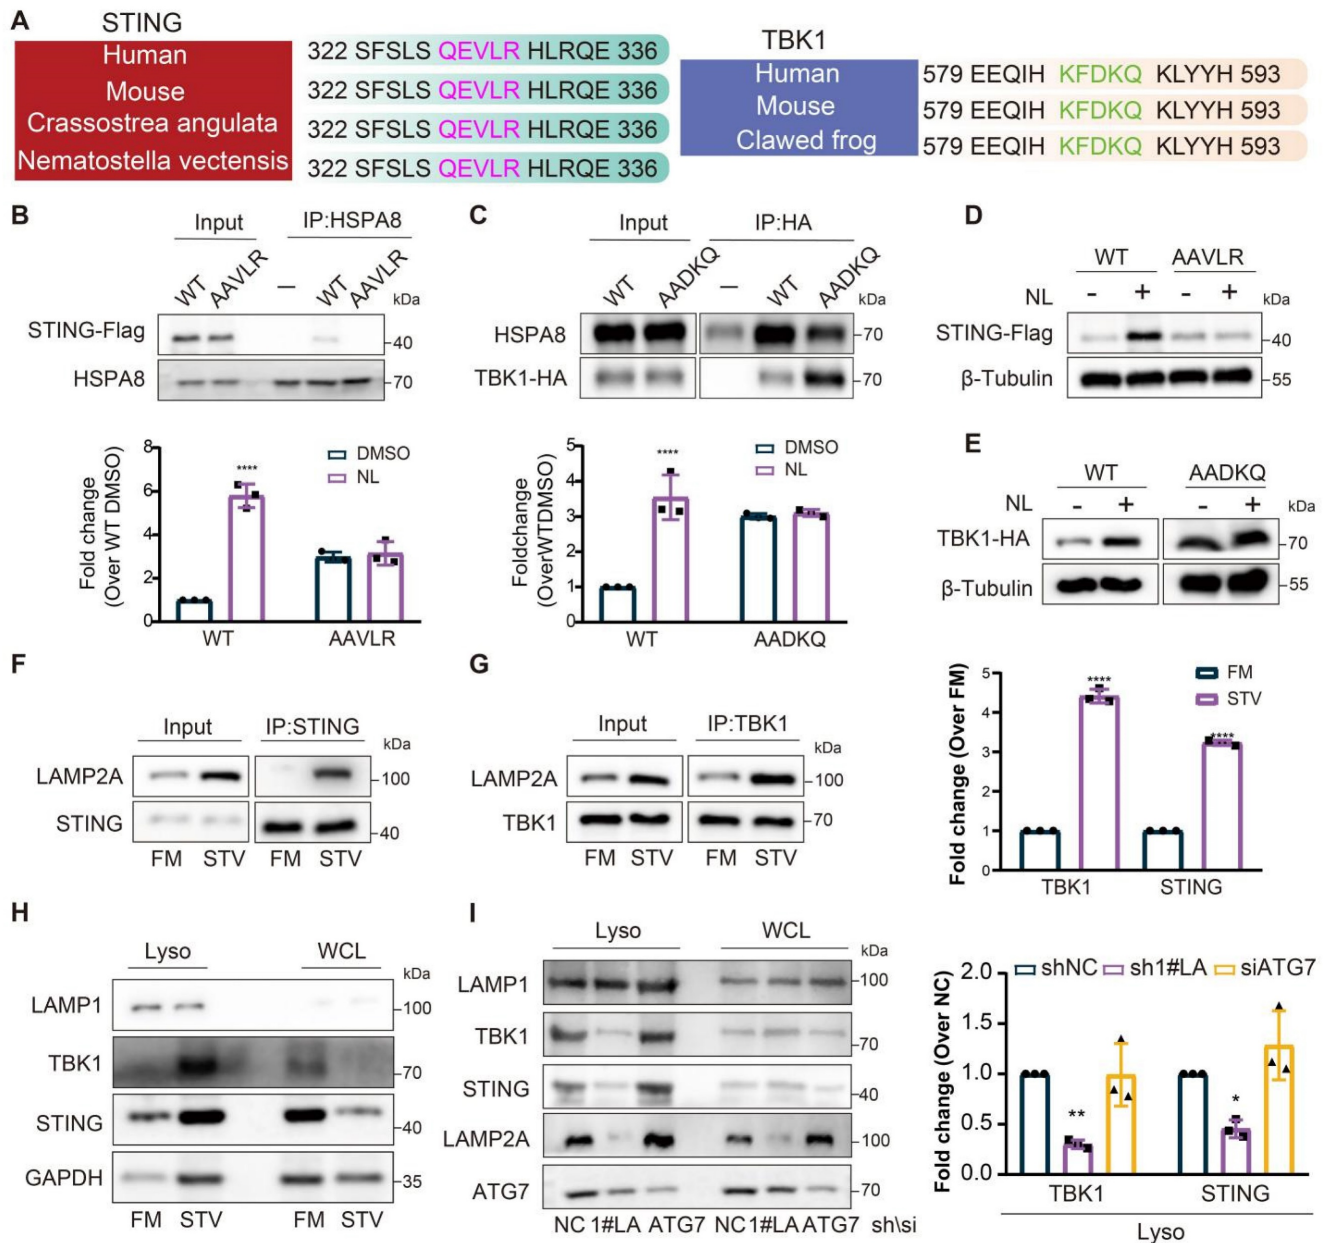 A
STING
Human
Mouse
Crassostrea angulata
Nematostella vectensis
322 SFSLS QEVLR HLRQE 336
322 SFSLS QEVLR HLRQE 336
322 SFSLS QEVLR HLRQE 336
322 SFSLS QEVLR HLRQE 336
TBK1
Human
Mouse
Clawed frog
579 EEQIH KFDKQ KLYYH 593
579 EEQIH KFDKQ KLYYH 593
579 EEQIH KFDKQ KLYYH 593
B
Input IP:HSPA8
WT AAVLR — WT AAVLR kDa
STING-Flag -40
HSPA8 -70
Fold change
(Over WT DMSO)
8
6
4
2
0
****
DMSO
NL
WT AAVLR
C
Input IP:HA
WT AADKQ — WT AADKQ kDa
HSPA8 -70
TBK1-HA -70
Foldchange
(OverWTDMSO)
5
4
3
2
1
0
****
DMSO
NL
WT AADKQ
D
WT AAVLR
NL - + - + kDa
STING-Flag -40
β-Tubulin -55
E
WT AADKQ
NL - + - + kDa
TBK1-HA -70
β-Tubulin -55
F
Input IP:STING
kDa
LAMP2A -100
STING -40
FM STV FM STV
G
Input IP:TBK1
kDa
LAMP2A -100
TBK1 -70
FM STV FM STV
Fold change (Over FM)
5
4
3
2
1
0
**** ****
FM
STV
TBK1 STING
H
Lyso WCL
kDa
LAMP1 -100
TBK1 -70
STING -40
GAPDH -35
FM STV FM STV
I
Lyso WCL
kDa
LAMP1 -100
TBK1 -70
STING -40
LAMP2A -100
ATG7 -70
NC 1#LA ATG7 NC1#LA ATG7 sh\si
Fold change (Over NC)
2.0
1.5
1.0
0.5
0.0
shNC sh1#LA siATG7
** *
TBK1 STING
Lyso